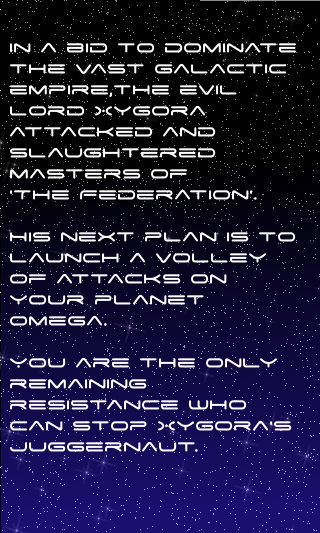 IN A BID TO DOMINATE
THE VAST GALACTIC
EMPIRE,THE EVIL
LORD XYGORA
ATTACKED AND
SLAUGHTERED
MASTERS OF
'THE FEDERATION'.
HIS NEXT PLAN IS TO
LAUNCH A VOLLEY
OF ATTACKS ON
YOUR PLANET
OMEGA.
YOU ARE THE ONLY
REMAINING
RESISTANCE WHO
CAN STOP XYGORA'S
JUGGERNAUT.